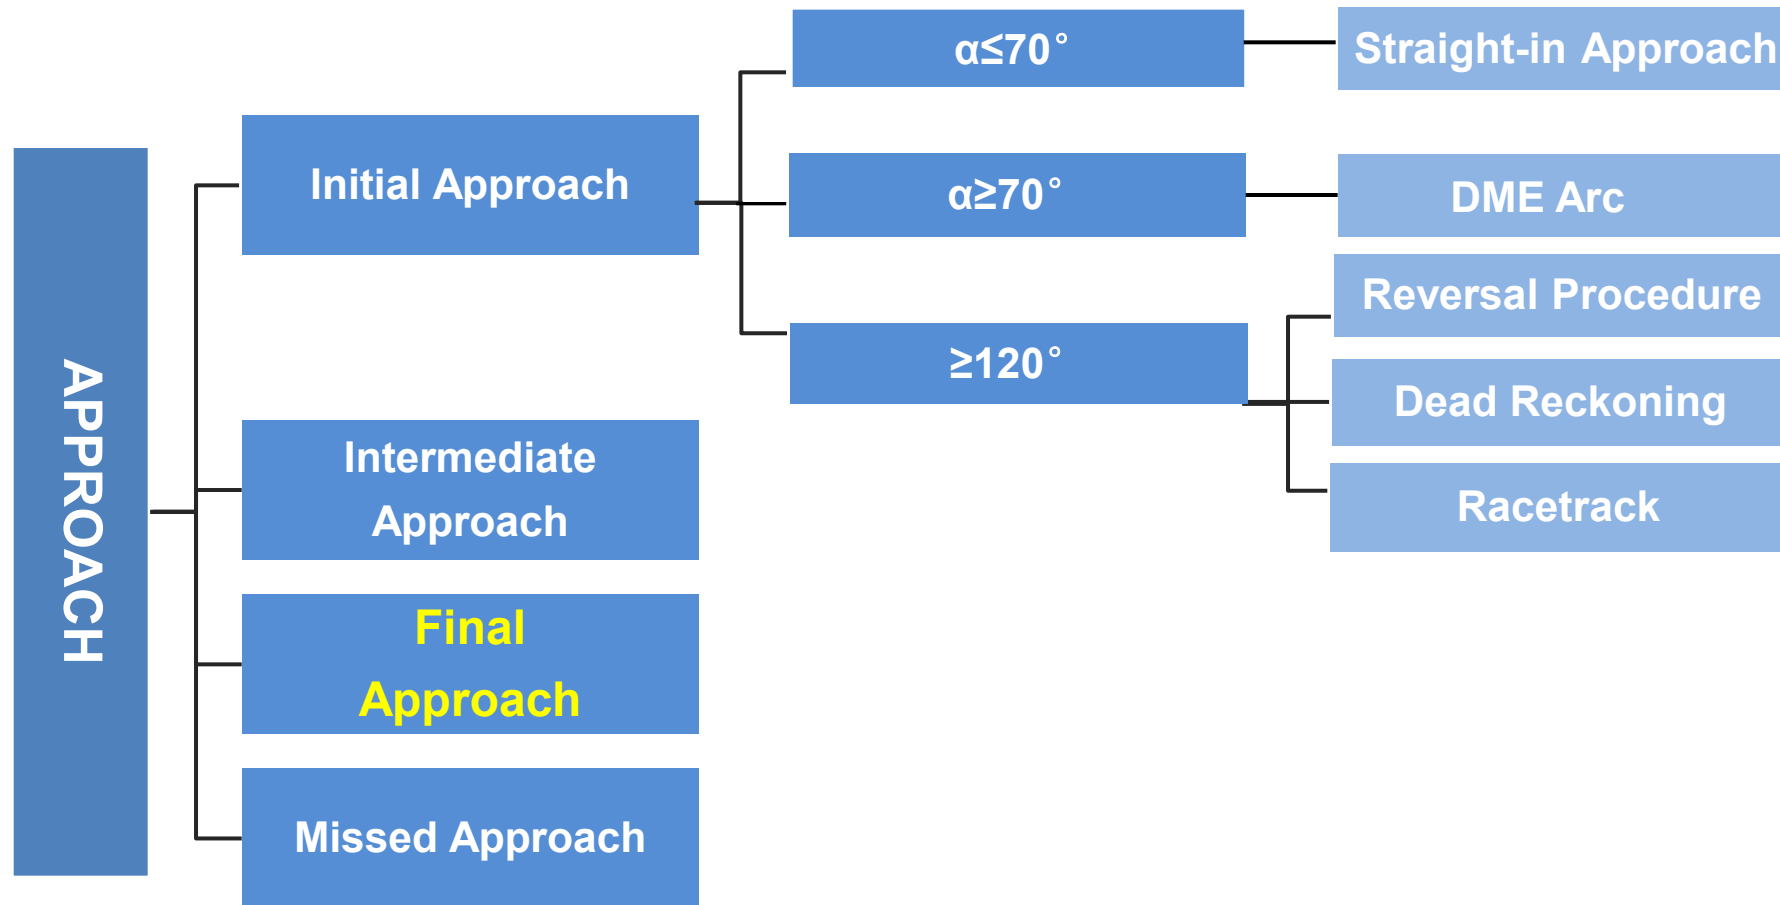 APPROACH
Initial Approach
α≤70°
Straight-in Approach
α≥70°
DME Arc
≥120°
Reversal Procedure
Dead Reckoning
Racetrack
Intermediate
Approach
Final
Approach
Missed Approach